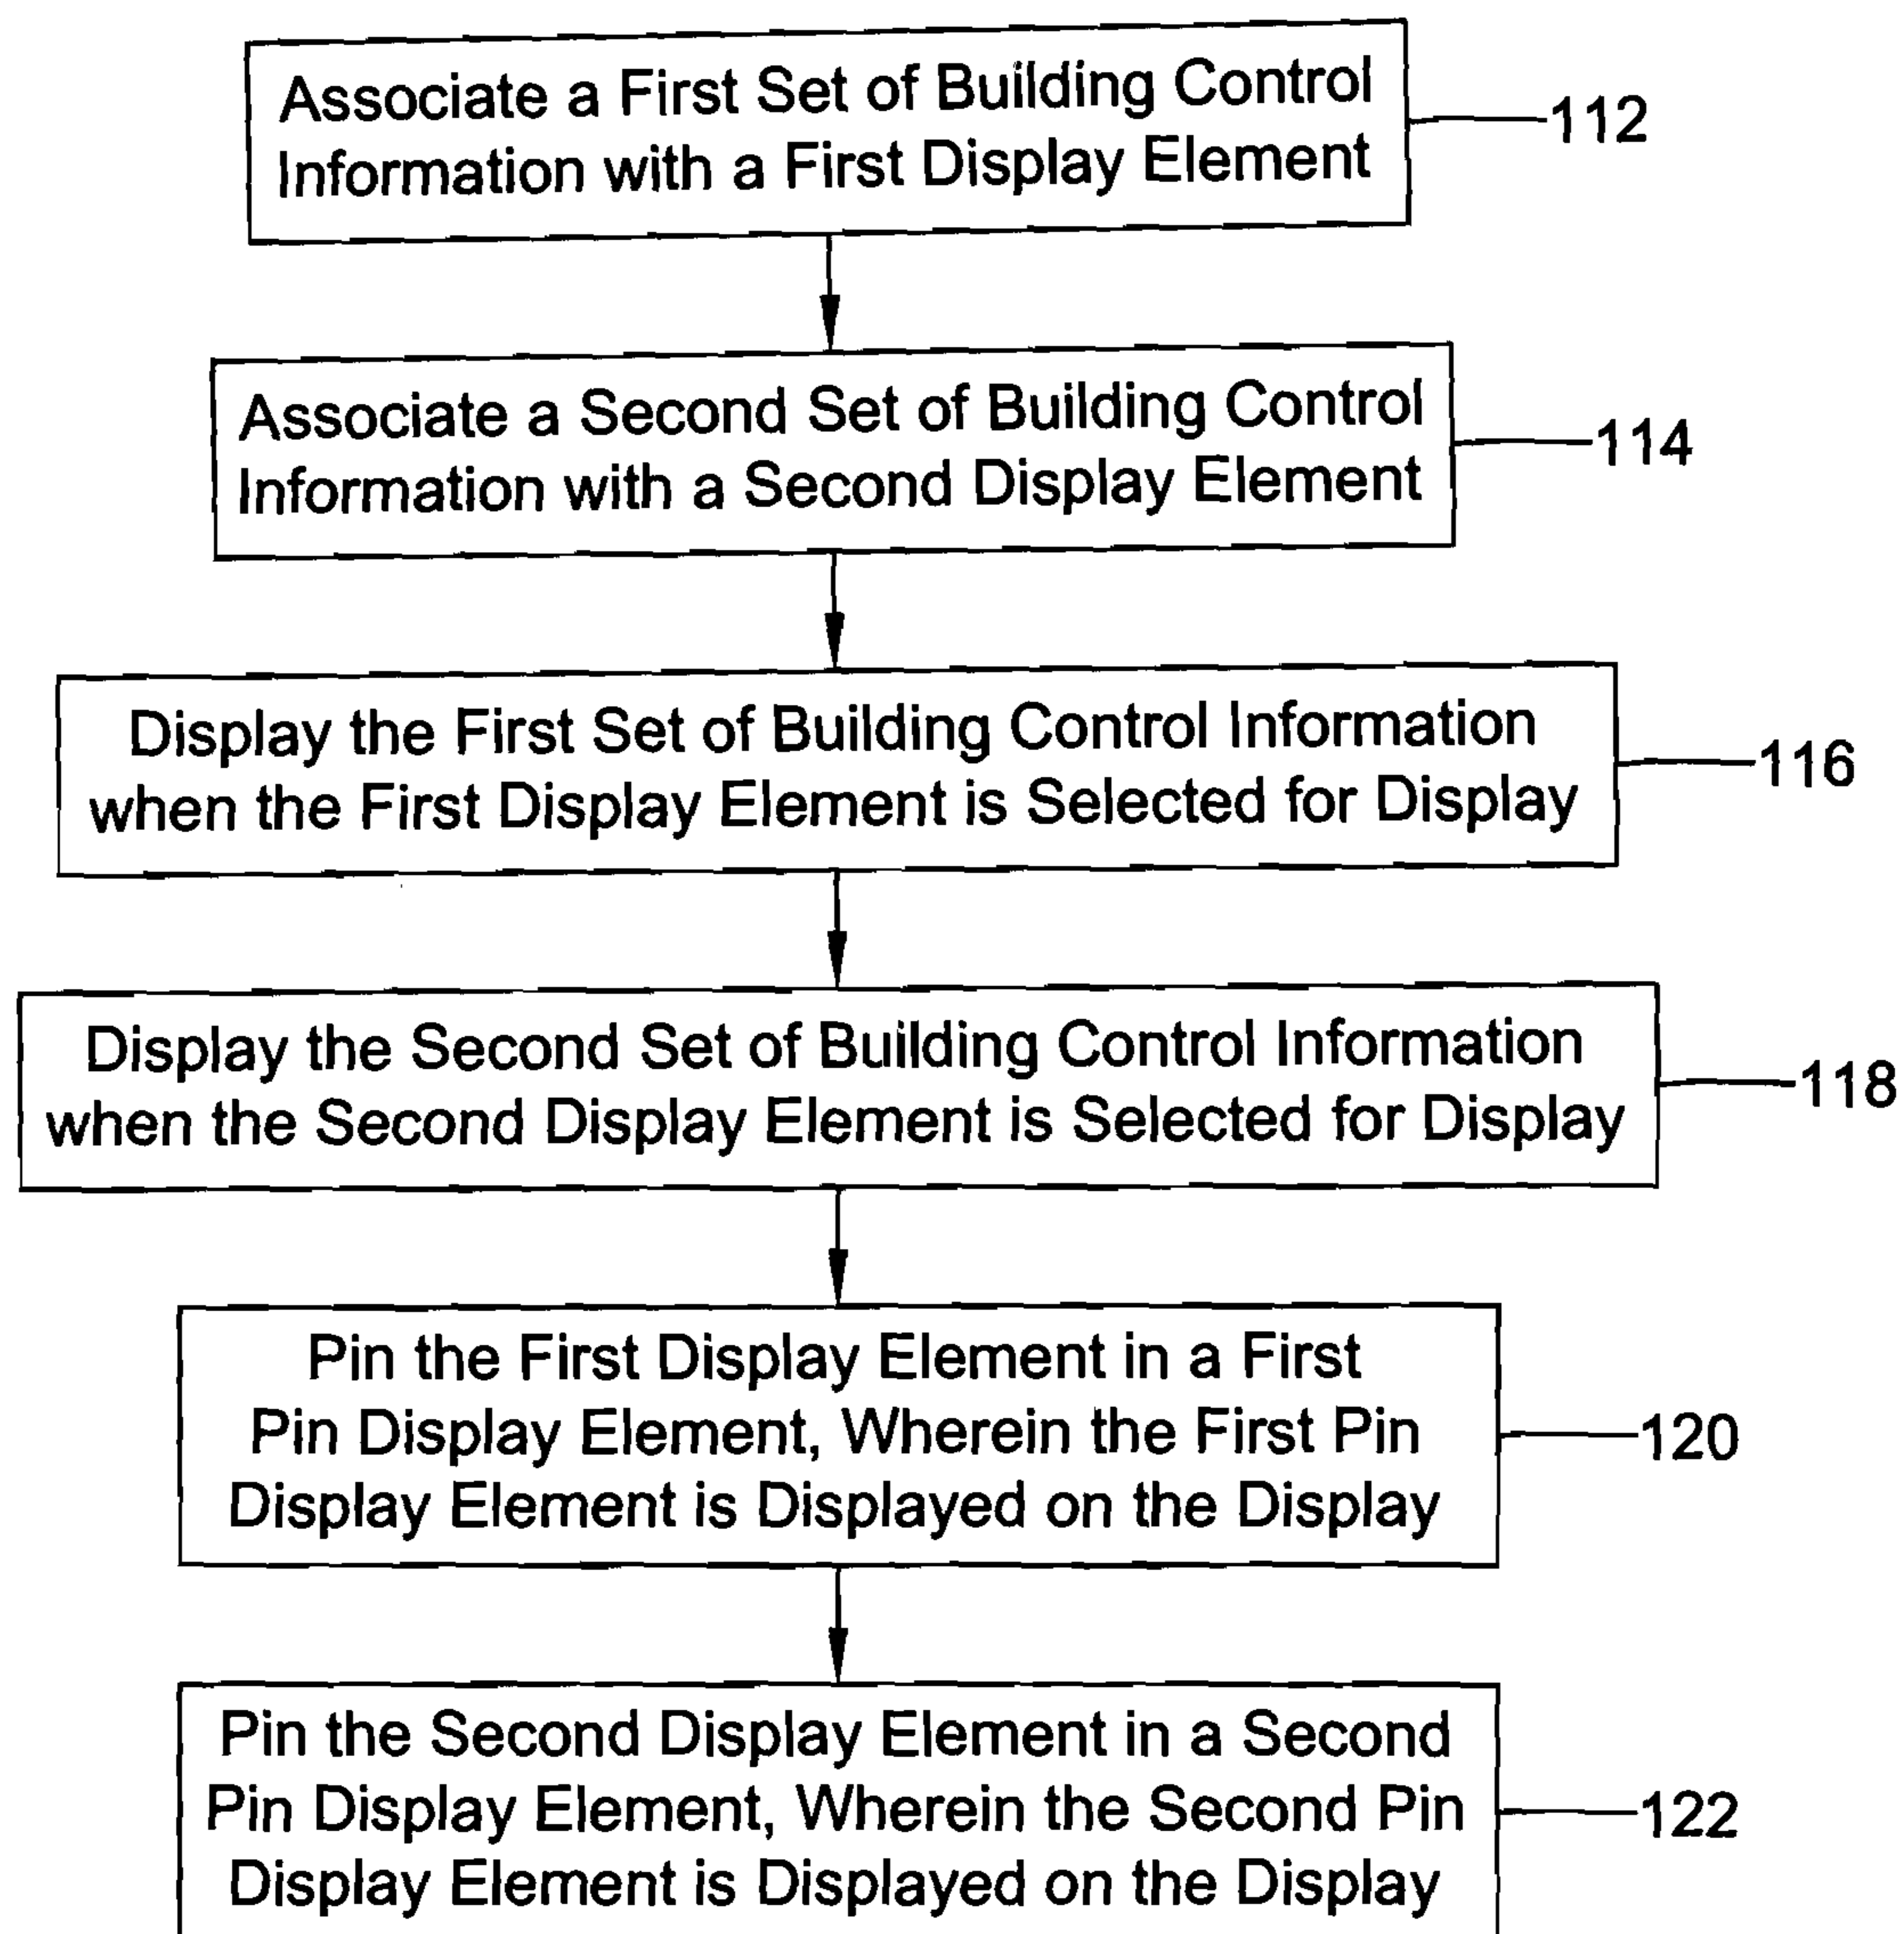 Associate a First Set of Building Control
Information with a First Display Element
112
Associate a Second Set of Building Control
Information with a Second Display Element
114
Display the First Set of Building Control Information
when the First Display Element is Selected for Display
116
Display the Second Set of Building Control Information
when the Second Display Element is Selected for Display
118
Pin the First Display Element in a First
Pin Display Element, Wherein the First Pin
Display Element is Displayed on the Display
120
Pin the Second Display Element in a Second
Pin Display Element, Wherein the Second Pin
Display Element is Displayed on the Display
122